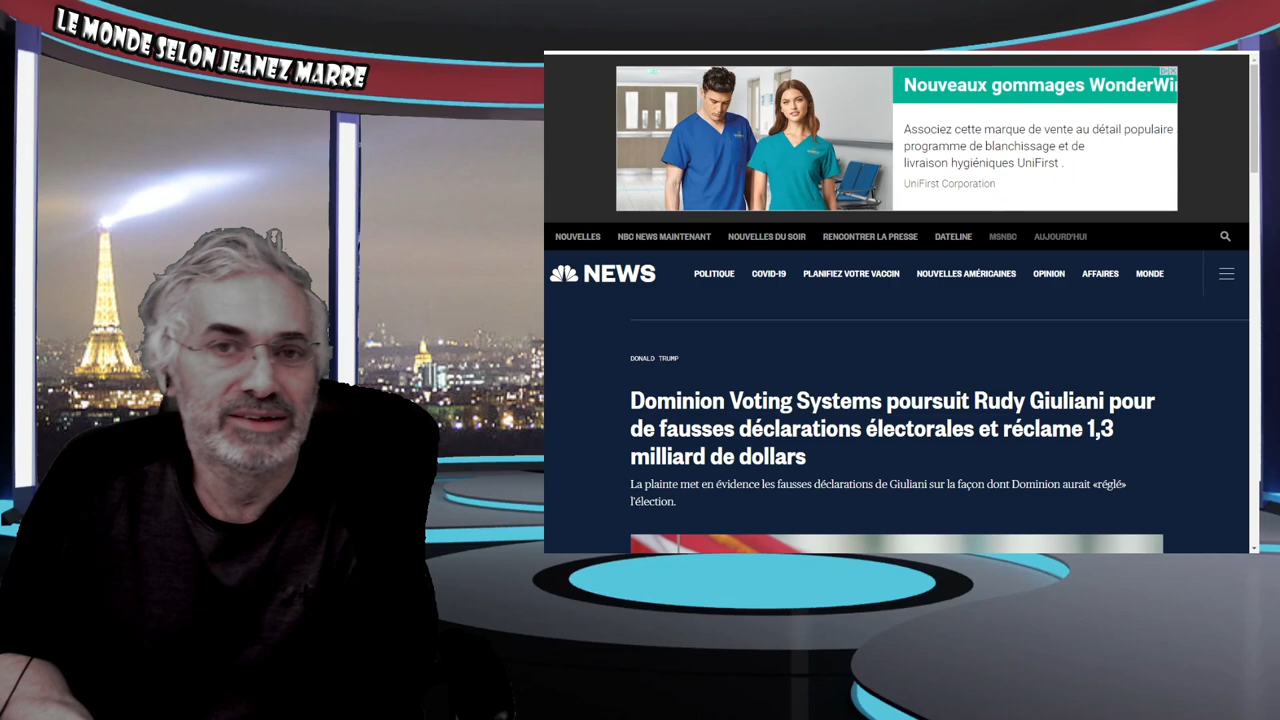 LE MONDE SELON JEANEZ MARRE
Nouveaux gommages WonderWi
Associez cette marque de vente au détail populaire
programme de blanchissage et de
livraison hygiéniques UniFirst .
UniFirst Corporation
NOUVELLES NBC NEWS MAINTENANT NOUVELLES DU SOIR RENCONTRER LA PRESSE DATELINE MSNBC AUJOURD'HUI
NEWS POLITIQUE COVID-19 PLANIFIEZ VOTRE VACCIN NOUVELLES AMÉRICAINES OPINION AFFAIRES MONDE
DONALD TRUMP
Dominion Voting Systems poursuit Rudy Giuliani pour
de fausses déclarations électorales et réclame 1,3
milliard de dollars
La plainte met en évidence les fausses déclarations de Giuliani sur la façon dont Dominion aurait «réglé»
l'élection.